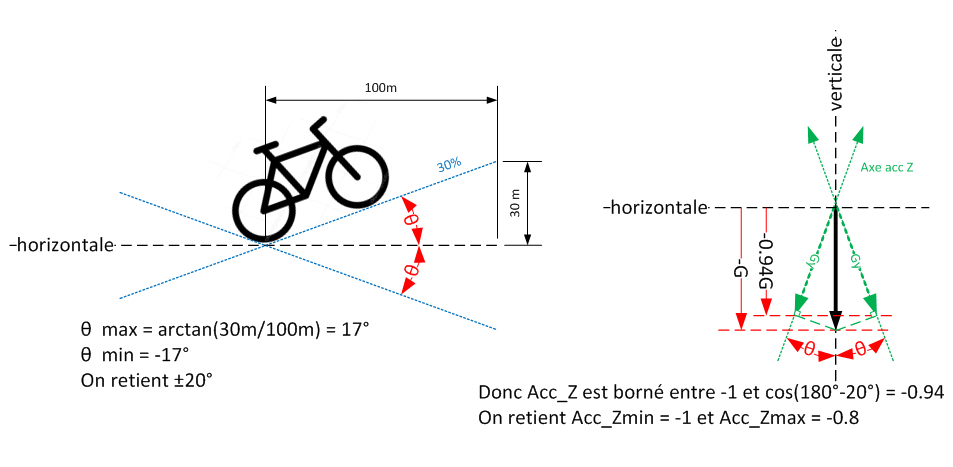 100m
30%
30 m
θ
θ
–horizontale
θ max = arctan(30m/100m) = 17°
θ min = -17°
On retient ±20°
verticale
Axe acc Z
–horizontale
-G
-0.94G
Gy
Gy
θ
θ
Donc Acc_Z est borné entre -1 et cos(180°-20°) = -0.94
On retient Acc_Zmin = -1 et Acc_Zmax = -0.8